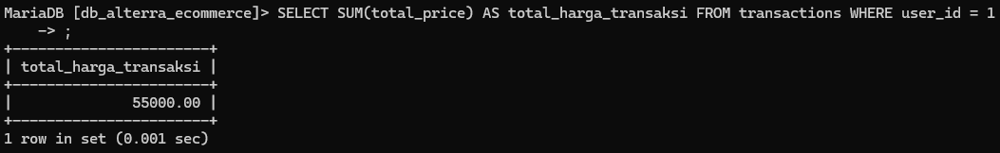 MariaDB [db_alterra_ecommerce]> SELECT SUM(total_price) AS total_harga_transaksi FROM transactions WHERE user_id = 1
    -> ;
+-----------------------+
| total_harga_transaksi |
+-----------------------+
|              55000.00 |
+-----------------------+
1 row in set (0.001 sec)